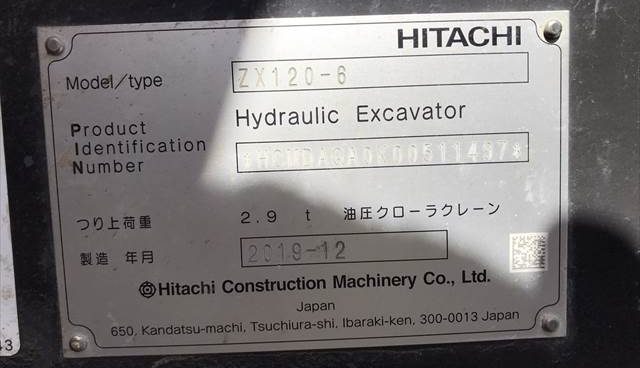 HITACHI
Model/type ZX120-6
Hydraulic Excavator
Product
Identification
Number
つり上荷重 2.9 t 油圧クローラクレーン
製造 年月 2019-12
Hitachi Construction Machinery Co., Ltd.
Japan
650, Kandatsu-machi, Tsuchiura-shi, Ibaraki-ken, 300-0013 Japan